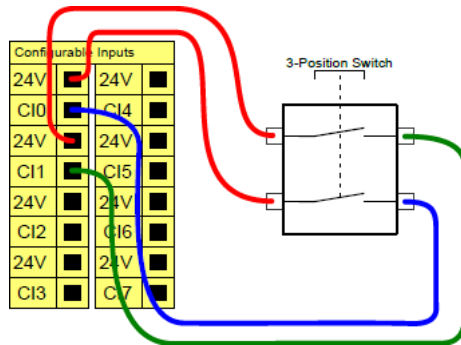 Configurable Inputs
3-Position Switch
24V 24V
CI0 CI4
24V 24V
CI1 CI5
24V 24V
CI2 CI6
24V 24V
CI3 CI7